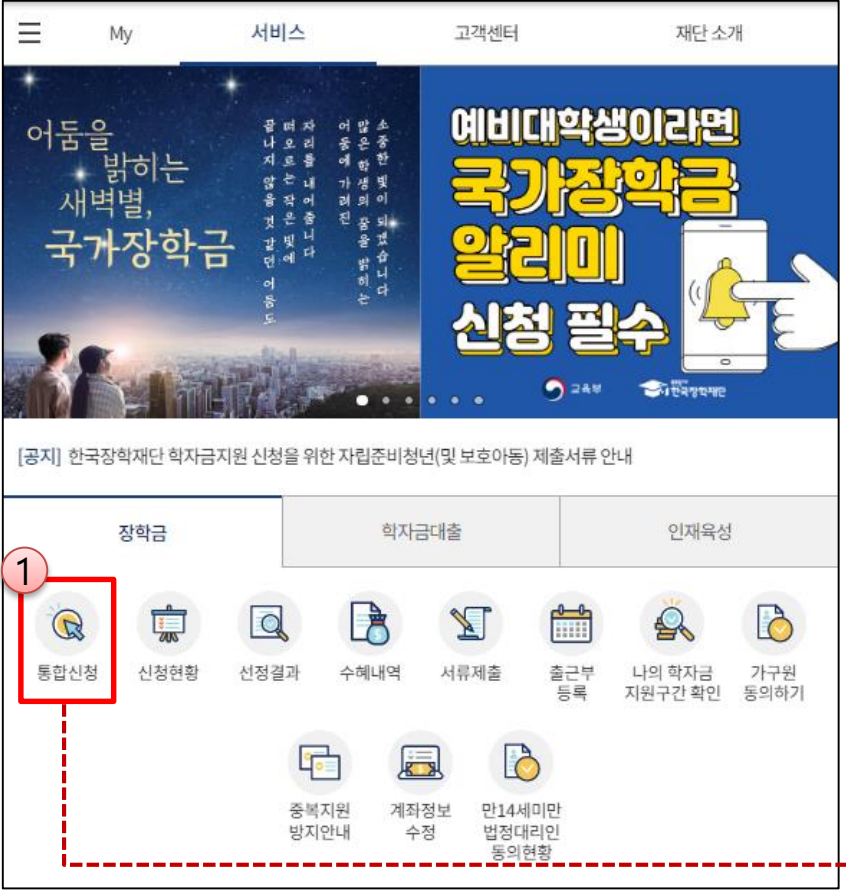 My
서비스
고객센터
재단 소개
어둠을
밝히는
새벽별,
국가장학금
소중한 빛이 되겠습니다
많은 학생의 꿈을 밝히는
어둠에 가려진
자리를 내어줍니다
떠오르는 작은 빛에
끝나지 않을 것 같던 어둠도
예비대학생이라면
국가장학금
알리미
신청 필수
교육부
한국장학재단
[공지] 한국장학재단 학자금지원 신청을 위한 자립준비청년(및 보호아동) 제출서류 안내
장학금
학자금대출
인재육성
1
통합신청
신청현황
선정결과
수혜내역
서류제출
출근부
등록
나의 학자금
지원구간 확인
가구원
동의하기
중복지원
방지안내
계좌정보
수정
만14세미만
법정대리인
동의현황